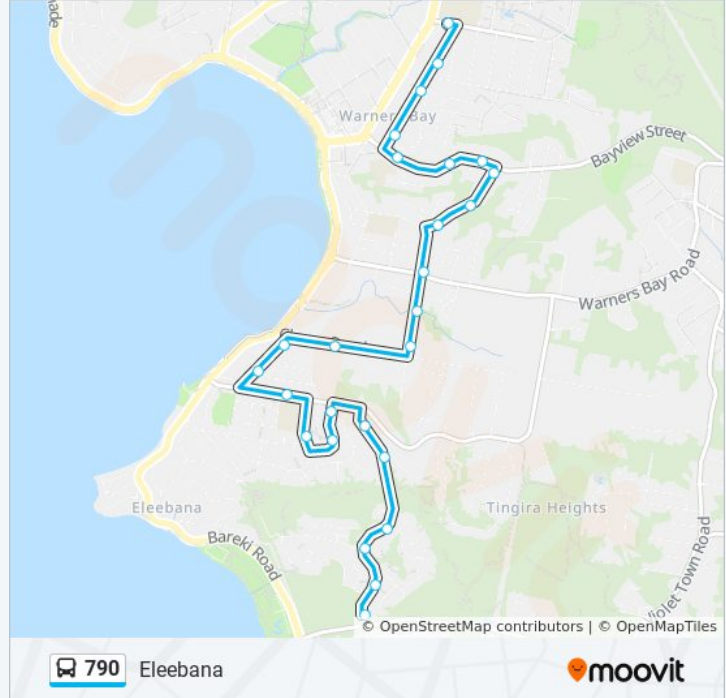 nade
Warners Bay
Bayview Street
Warners Bay Road
Eleebana
Tingira Heights
Bareki Road
Violet Town Road
© OpenStreetMap contributors | © OpenMapTiles
790 Eleebana
moovit